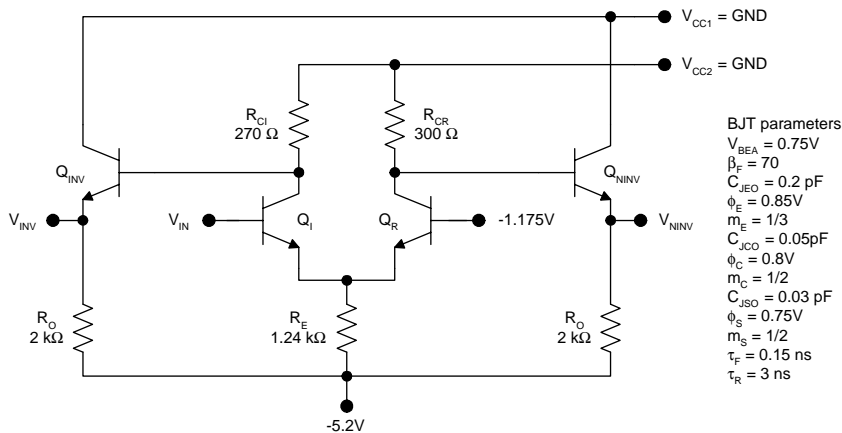 V_CC1 = GND
V_CC2 = GND
R_CI
270 Ω
R_CR
300 Ω
Q_INV
Q_NINV
V_INV
V_IN
Q_I
Q_R
-1.175V
V_NINV
R_O
2 kΩ
R_E
1.24 kΩ
R_O
2 kΩ
-5.2V
BJT parameters
V_BEA = 0.75V
β_F = 70
C_JEO = 0.2 pF
ϕ_E = 0.85V
m_E = 1/3
C_JCO = 0.05pF
ϕ_C = 0.8V
m_C = 1/2
C_JSO = 0.03 pF
ϕ_S = 0.75V
m_S = 1/2
τ_F = 0.15 ns
τ_R = 3 ns